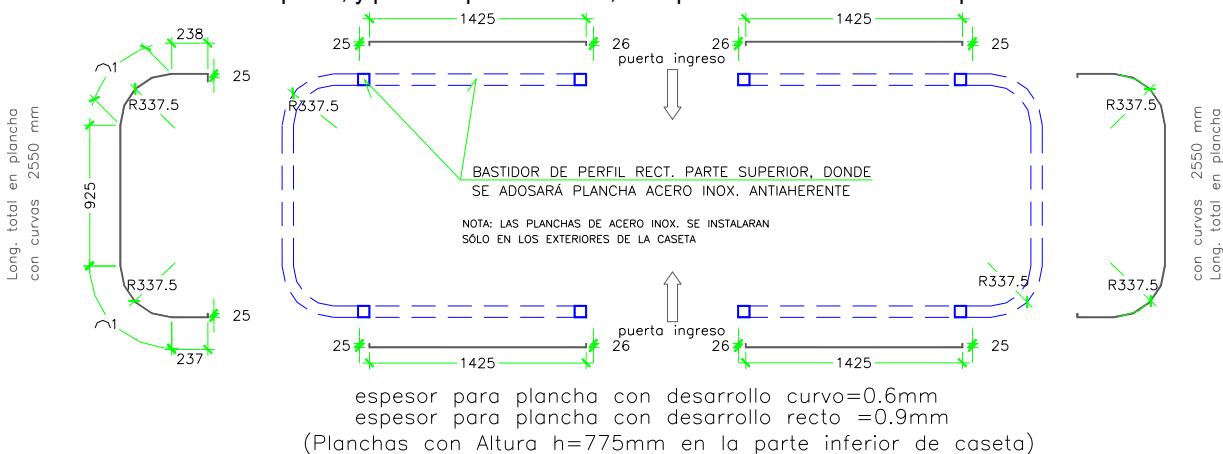 1425
1425
238
25
26
26
25
puerta ingreso
25
R337.5
R337.5
R337.5
Long. total en plancha
con curvas 2550 mm
925
BASTIDOR DE PERFIL RECT. PARTE SUPERIOR, DONDE
SE ADOSARÁ PLANCHA ACERO INOX. ANTIAHERENTE
NOTA: LAS PLANCHAS DE ACERO INOX. SE INSTALARAN
SÓLO EN LOS EXTERIORES DE LA CASETA
con curvas 2550 mm
Long. total en plancha
R337.5
R337.5
R337.5
25
puerta ingreso
237
25
26
26
25
1425
1425
espesor para plancha con desarrollo curvo=0.6mm
espesor para plancha con desarrollo recto =0.9mm
(Planchas con Altura h=775mm en la parte inferior de caseta)